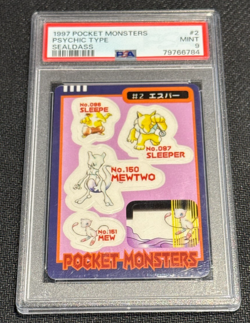 1997 POCKET MONSTERS #2
PSYCHIC TYPE MINT
SEALDASS 9
PSA
79766784
#2 エスパー
No.096
SLEEPE
No.097
SLEEPER
No.150
MEWTWO
No.151
MEW
POCKET MONSTERS